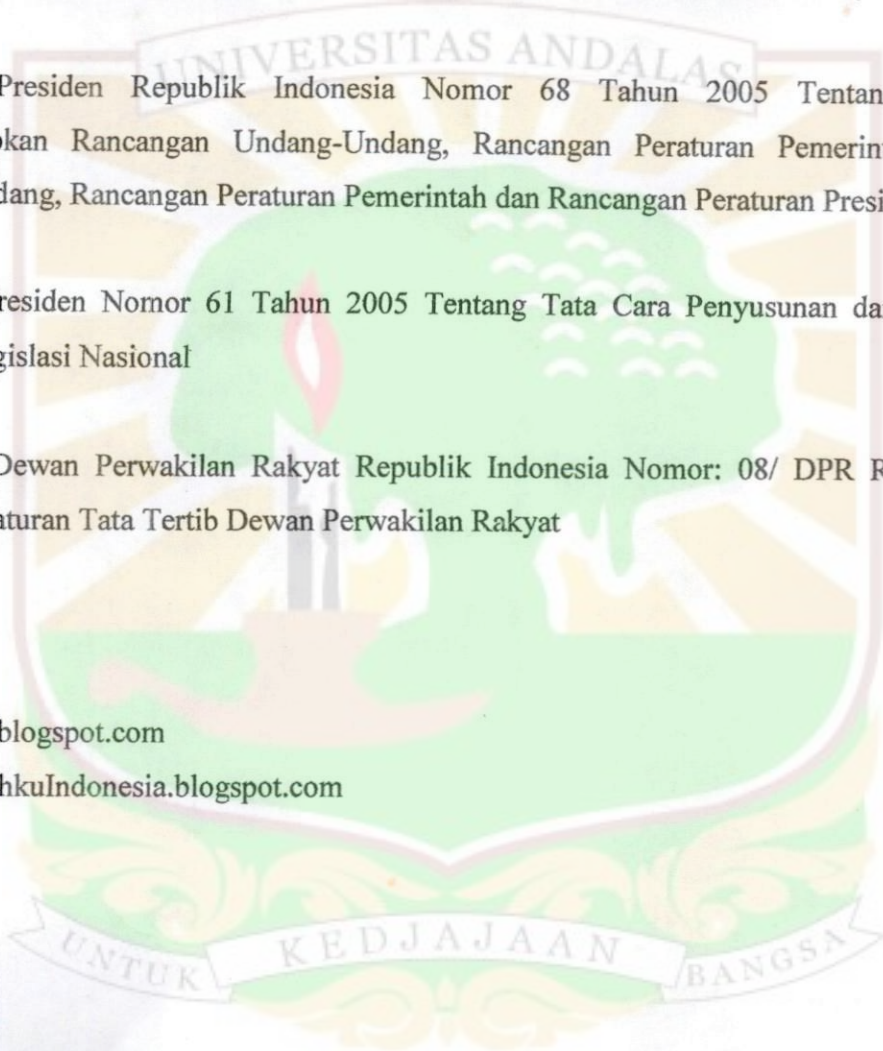 UNIVERSITAS ANDALAS
Presiden Republik Indonesia Nomor 68 Tahun 2005 Tentan
kan Rancangan Undang-Undang, Rancangan Peraturan Pemerin
dang, Rancangan Peraturan Pemerintah dan Rancangan Peraturan Presi
residen Nomor 61 Tahun 2005 Tentang Tata Cara Penyusunan da
gislasi Nasional
Dewan Perwakilan Rakyat Republik Indonesia Nomor: 08/ DPR R
aturan Tata Tertib Dewan Perwakilan Rakyat
blogspot.com
hkuIndonesia.blogspot.com
UNTUK KEDJAJAAN BANGSA